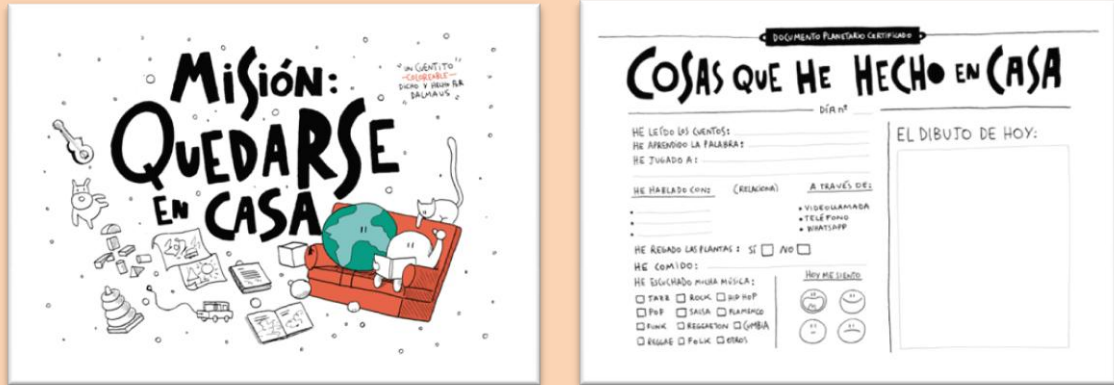 Misión:
QUEDARSE
EN CASA
"UN CUENTITO
—COLOREABLE—
DICHO Y HECHO POR
DALMAUS"
DOCUMENTO PLANETARIO CERTIFICADO
COSAS QUE HE HECHO EN CASA
DÍA nº
HE LEÍDO LOS CUENTOS:
HE APRENDIDO LA PALABRA:
HE JUGADO A:
HE HABLADO CON: (RELACIONA) A TRAVÉS DE:
• VIDEOLLAMADA
• TELÉFONO
• WHATSAPP
HE REGADO LAS PLANTAS: SÍ NO
HE COMIDO:
HE ESCUCHADO MUCHA MÚSICA:
JAZZ ROCK HIP HOP
POP SALSA FLAMENCO
FUNK REGGAETON CUMBIA
REGGAE FOLK OTROS
HOY ME SIENTO
EL DIBUJO DE HOY: